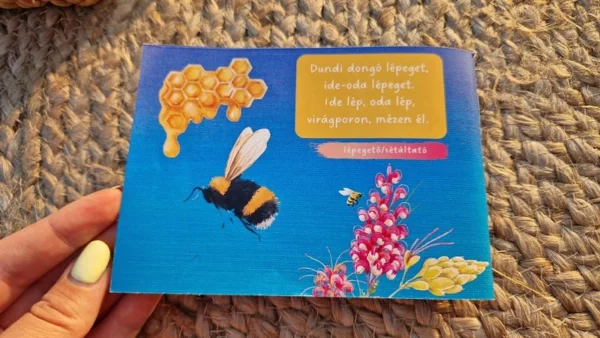 Dundi dongó lépeget,
ide-oda lépeget.
Ide lép, oda lép,
virágporon, mézen él.
lépegető/sétáltató